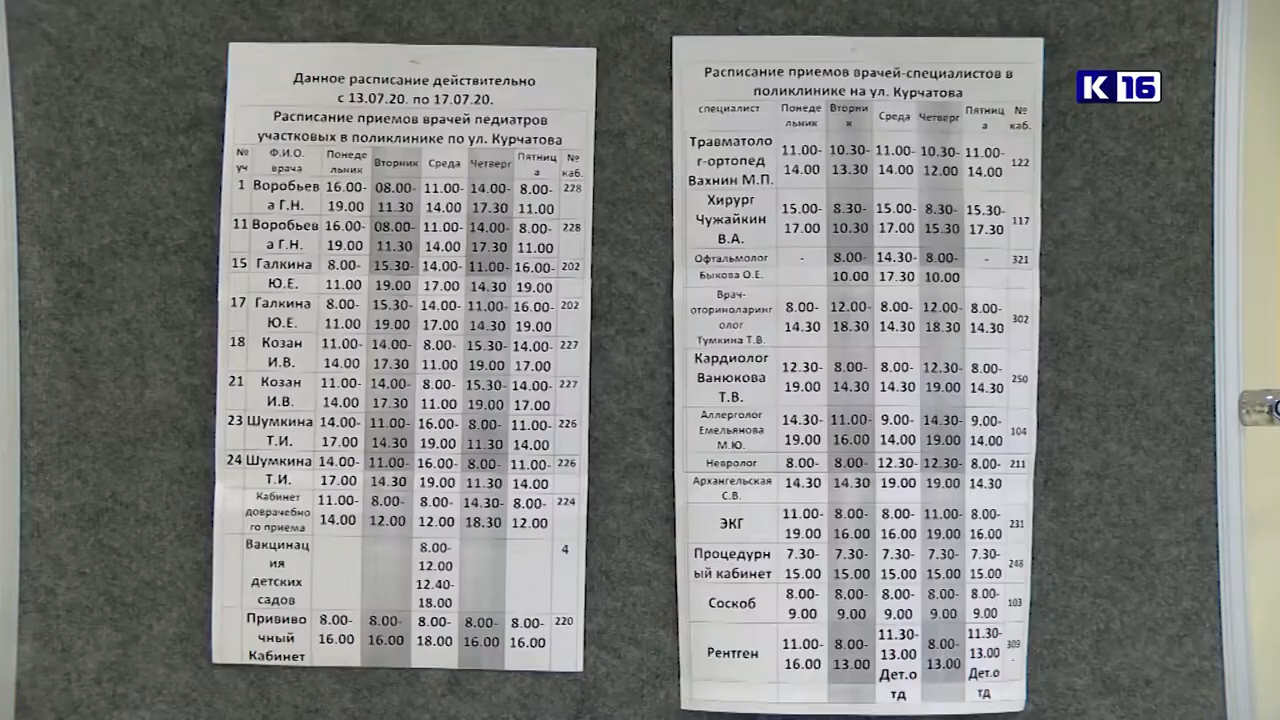 Данное расписание действительно
с 13.07.20. по 17.07.20.
Расписание приемов врачей педиатров
участковых в поликлинике по ул. Курчатова
№ Ф.И.О. Понеде Вторник Среда Четверг Пятниц №
уч врача льник а каб.
1 Воробьев 16.00- 08.00- 11.00- 14.00- 8.00- 228
а Г.Н. 19.00 11.30 14.00 17.30 11.00
11 Воробьев 16.00- 08.00- 11.00- 14.00- 8.00- 228
а Г.Н. 19.00 11.30 14.00 17.30 11.00
15 Галкина 8.00- 15.30- 14.00- 11.00- 16.00- 202
Ю.Е. 11.00 19.00 17.00 14.30 19.00
17 Галкина 8.00- 15.30- 14.00- 11.00- 16.00- 202
Ю.Е. 11.00 19.00 17.00 14.30 19.00
18 Козан 11.00- 14.00- 8.00- 15.30- 14.00- 227
И.В. 14.00 17.30 11.00 19.00 17.00
21 Козан 11.00- 14.00- 8.00- 15.30- 14.00- 227
И.В. 14.00 17.30 11.00 19.00 17.00
23 Шумкина 14.00- 11.00- 16.00- 8.00- 11.00- 226
Т.И. 17.00 14.30 19.00 11.30 14.00
24 Шумкина 14.00- 11.00- 16.00- 8.00- 11.00- 226
Т.И. 17.00 14.30 19.00 11.30 14.00
Кабинет 11.00- 8.00- 8.00- 14.30- 8.00- 224
доврачебно
го приема 14.00 12.00 12.00 18.30 12.00
Вакцинац 8.00- 4
ия 12.00
детских 12.40-
садов 18.00
Прививо 8.00- 8.00- 8.00- 8.00- 8.00- 220
чный 16.00 16.00 18.00 16.00 16.00
Кабинет
Расписание приемов врачей-специалистов в
поликлинике на ул. Курчатова
специалист Понеде Вторни Среда Четверг Пятниц №
льник к а каб.
Травматоло 11.00- 10.30- 11.00- 10.30- 11.00- 122
г-ортопед 14.00 13.30 14.00 12.00 14.00
Вахнин М.П.
Хирург 15.00- 8.30- 15.00- 8.30- 15.30- 117
Чужайкин 17.00 10.30 17.00 15.30 17.30
В.А.
Офтальмолог - 8.00- 14.30- 8.00- - 321
Быкова О.Е. 10.00 17.30 10.00
Врач-
оториноларинг 8.00- 12.00- 8.00- 12.00- 8.00- 302
олог 14.30 18.30 14.30 18.30 14.30
Тумкина Т.В.
Кардиолог 12.30- 8.00- 8.00- 12.30- 8.00- 250
Ванюкова 19.00 14.30 14.30 19.00 14.30
Т.В.
Аллерголог 14.30- 11.00- 9.00- 14.30- 9.00- 104
Емельянова 19.00 16.00 14.00 19.00 14.00
М.Ю.
Невролог 8.00- 8.00- 12.30- 12.30- 8.00- 211
Архангельская 14.30 14.30 19.00 19.00 14.30
С.В.
ЭКГ 11.00- 8.00- 8.00- 11.00- 8.00- 231
19.00 16.00 16.00 19.00 16.00
Процедурн 7.30- 7.30- 7.30- 7.30- 7.30- 248
ый кабинет 15.00 15.00 15.00 15.00 15.00
Соскоб 8.00- 8.00- 8.00- 8.00- 8.00- 103
9.00 9.00 9.00 9.00 9.00
Рентген 11.00- 8.00- 11.30- 8.00- 11.30- 309
16.00 13.00 13.00 13.00 13.00 -
Дет.о Дет.о
тд тд
К 16